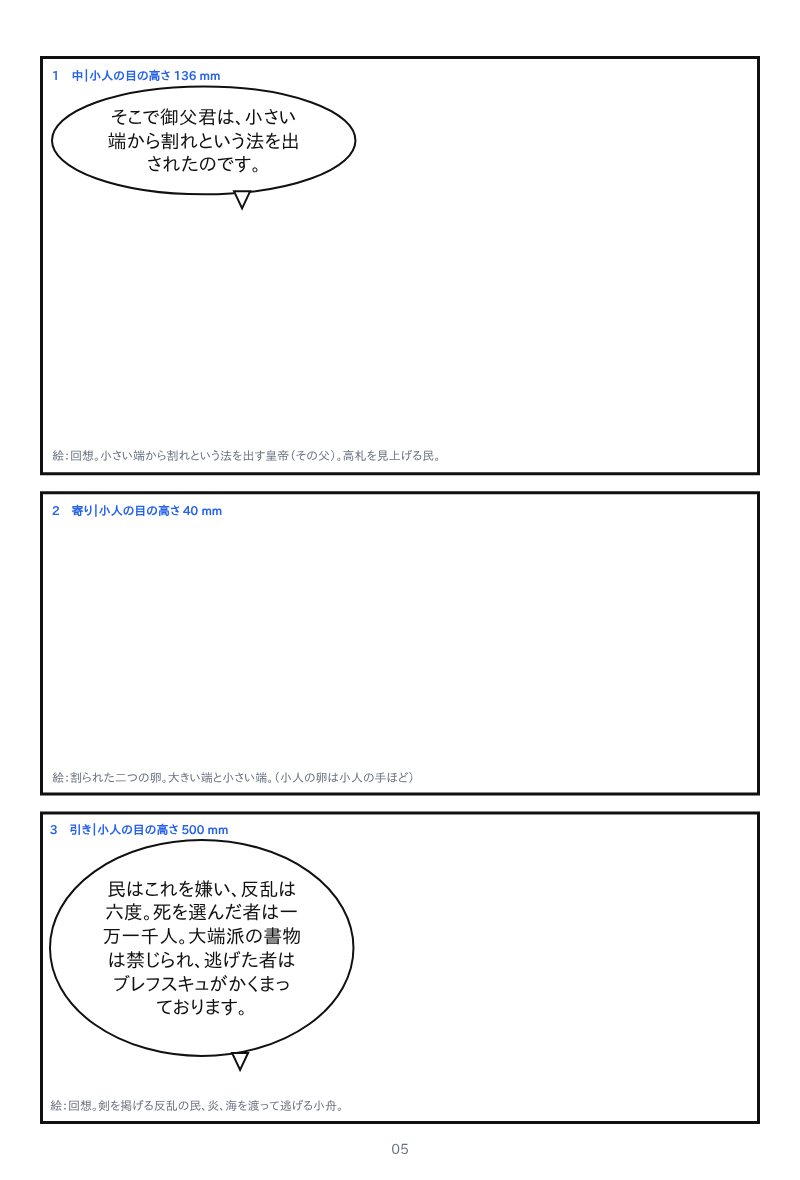 1 中|小人の目の高さ 136 mm
そこで御父君は、小さい
端から割れという法を出
されたのです。
絵：回想。小さい端から割れという法を出す皇帝（その父）。高札を見上げる民。
2 寄り|小人の目の高さ 40 mm
絵：割られた二つの卵。大きい端と小さい端。（小人の卵は小人の手ほど）
3 引き|小人の目の高さ 500 mm
民はこれを嫌い、反乱は
六度。死を選んだ者は一
万一千人。大端派の書物
は禁じられ、逃げた者は
ブレフスキュがかくまっ
ております。
絵：回想。剣を掲げる反乱の民、炎、海を渡って逃げる小舟。
05